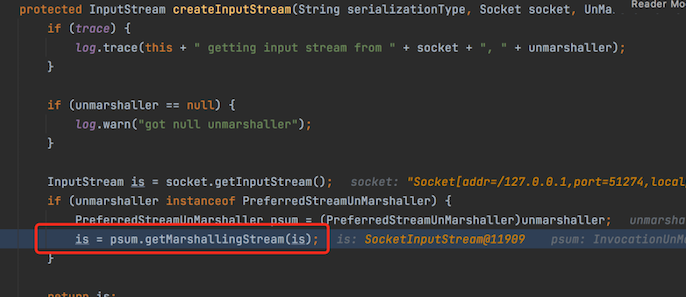 Reader Mo
protected InputStream createInputStream(String serializationType, Socket socket, UnMa
if (trace) {
log.trace(this + " getting input stream from " + socket + ", " + unmarshaller);
}
if (unmarshaller == null) {
log.warn("got null unmarshaller");
}
InputStream is = socket.getInputStream(); socket: "Socket[addr=/127.0.0.1,port=51274,local
if (unmarshaller instanceof PreferredStreamUnMarshaller) {
PreferredStreamUnMarshaller psum = (PreferredStreamUnMarshaller)unmarshaller; unmarsha
is = psum.getMarshallingStream(is); is: SocketInputStream@11909 psum: InvocationUnM
}
return is;